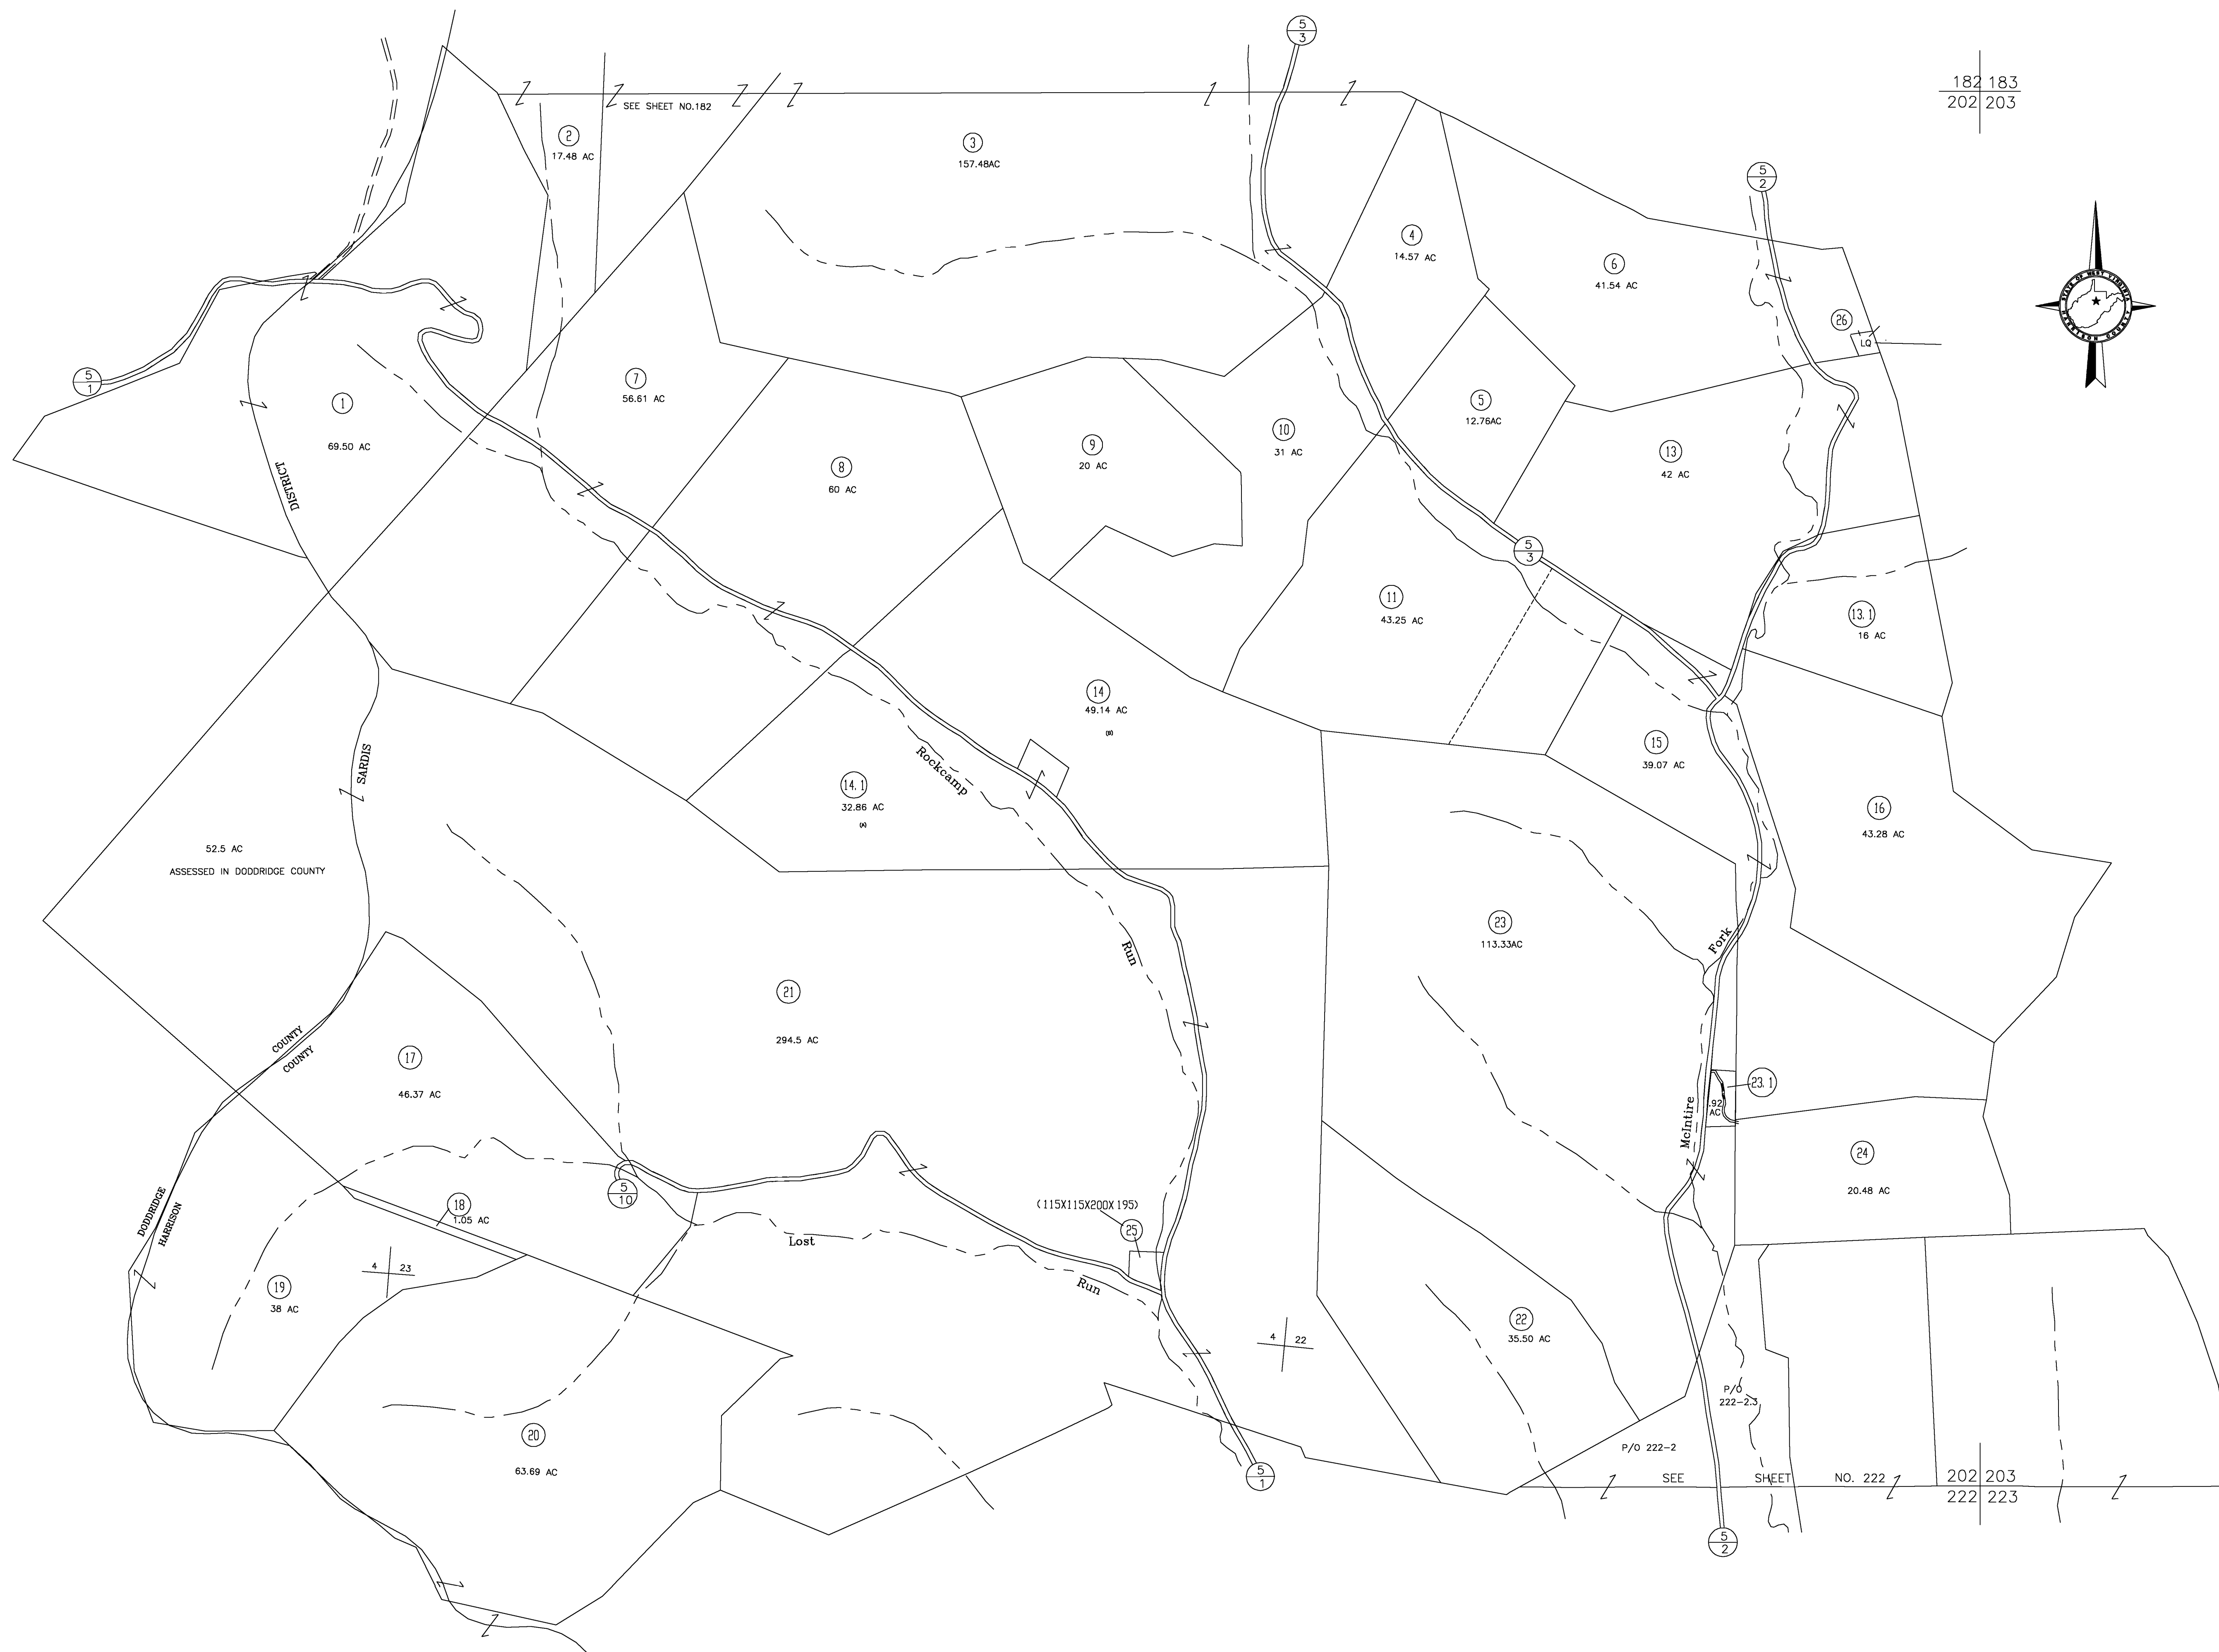 5
3
182 183
202 203
SEE SHEET NO.182
2
17.48 AC
3
157.48AC
5
2
4
14.57 AC
6
41.54 AC
STATE OF WEST VIRGINIA
HARRISON COUNTY
26
LQ
5
1
1
69.50 AC
7
56.61 AC
5
12.76AC
10
31 AC
9
20 AC
8
60 AC
13
42 AC
DISTRICT
5
3
11
43.25 AC
13.1
16 AC
14
49.14 AC
(B)
15
39.07 AC
SARDIS
Rockcamp
14.1
32.86 AC
(A)
16
43.28 AC
52.5 AC
ASSESSED IN DODDRIDGE COUNTY
23
113.33AC
Fork
Run
21
294.5 AC
COUNTY
COUNTY
17
46.37 AC
23.1
.92
AC
McIntire
24
20.48 AC
5
10
18
1.05 AC
DODDRIDGE
HARRISON
(115X115X200X195)
25
Lost
4 23
19
38 AC
Run
22
35.50 AC
4 22
P/O
222-2.3
20
63.69 AC
P/O 222-2
5
1
SEE SHEET NO. 222
202 203
222 223
5
2